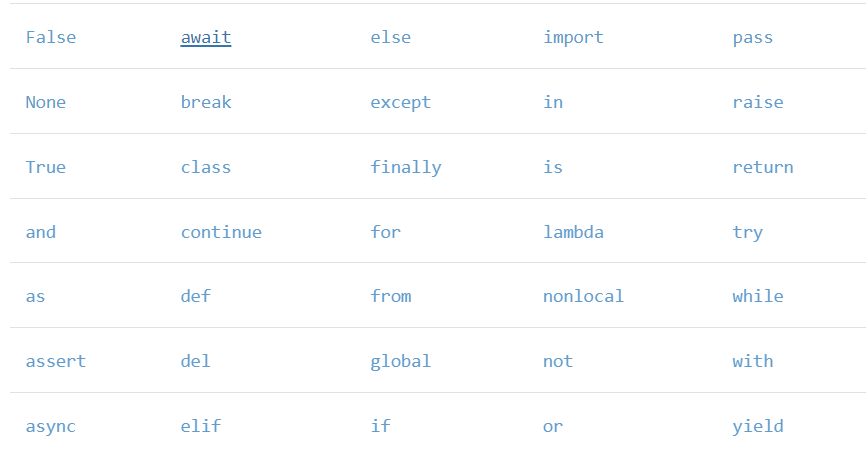 False await else import pass
None break except in raise
True class finally is return
and continue for lambda try
as def from nonlocal while
assert del global not with
async elif if or yield